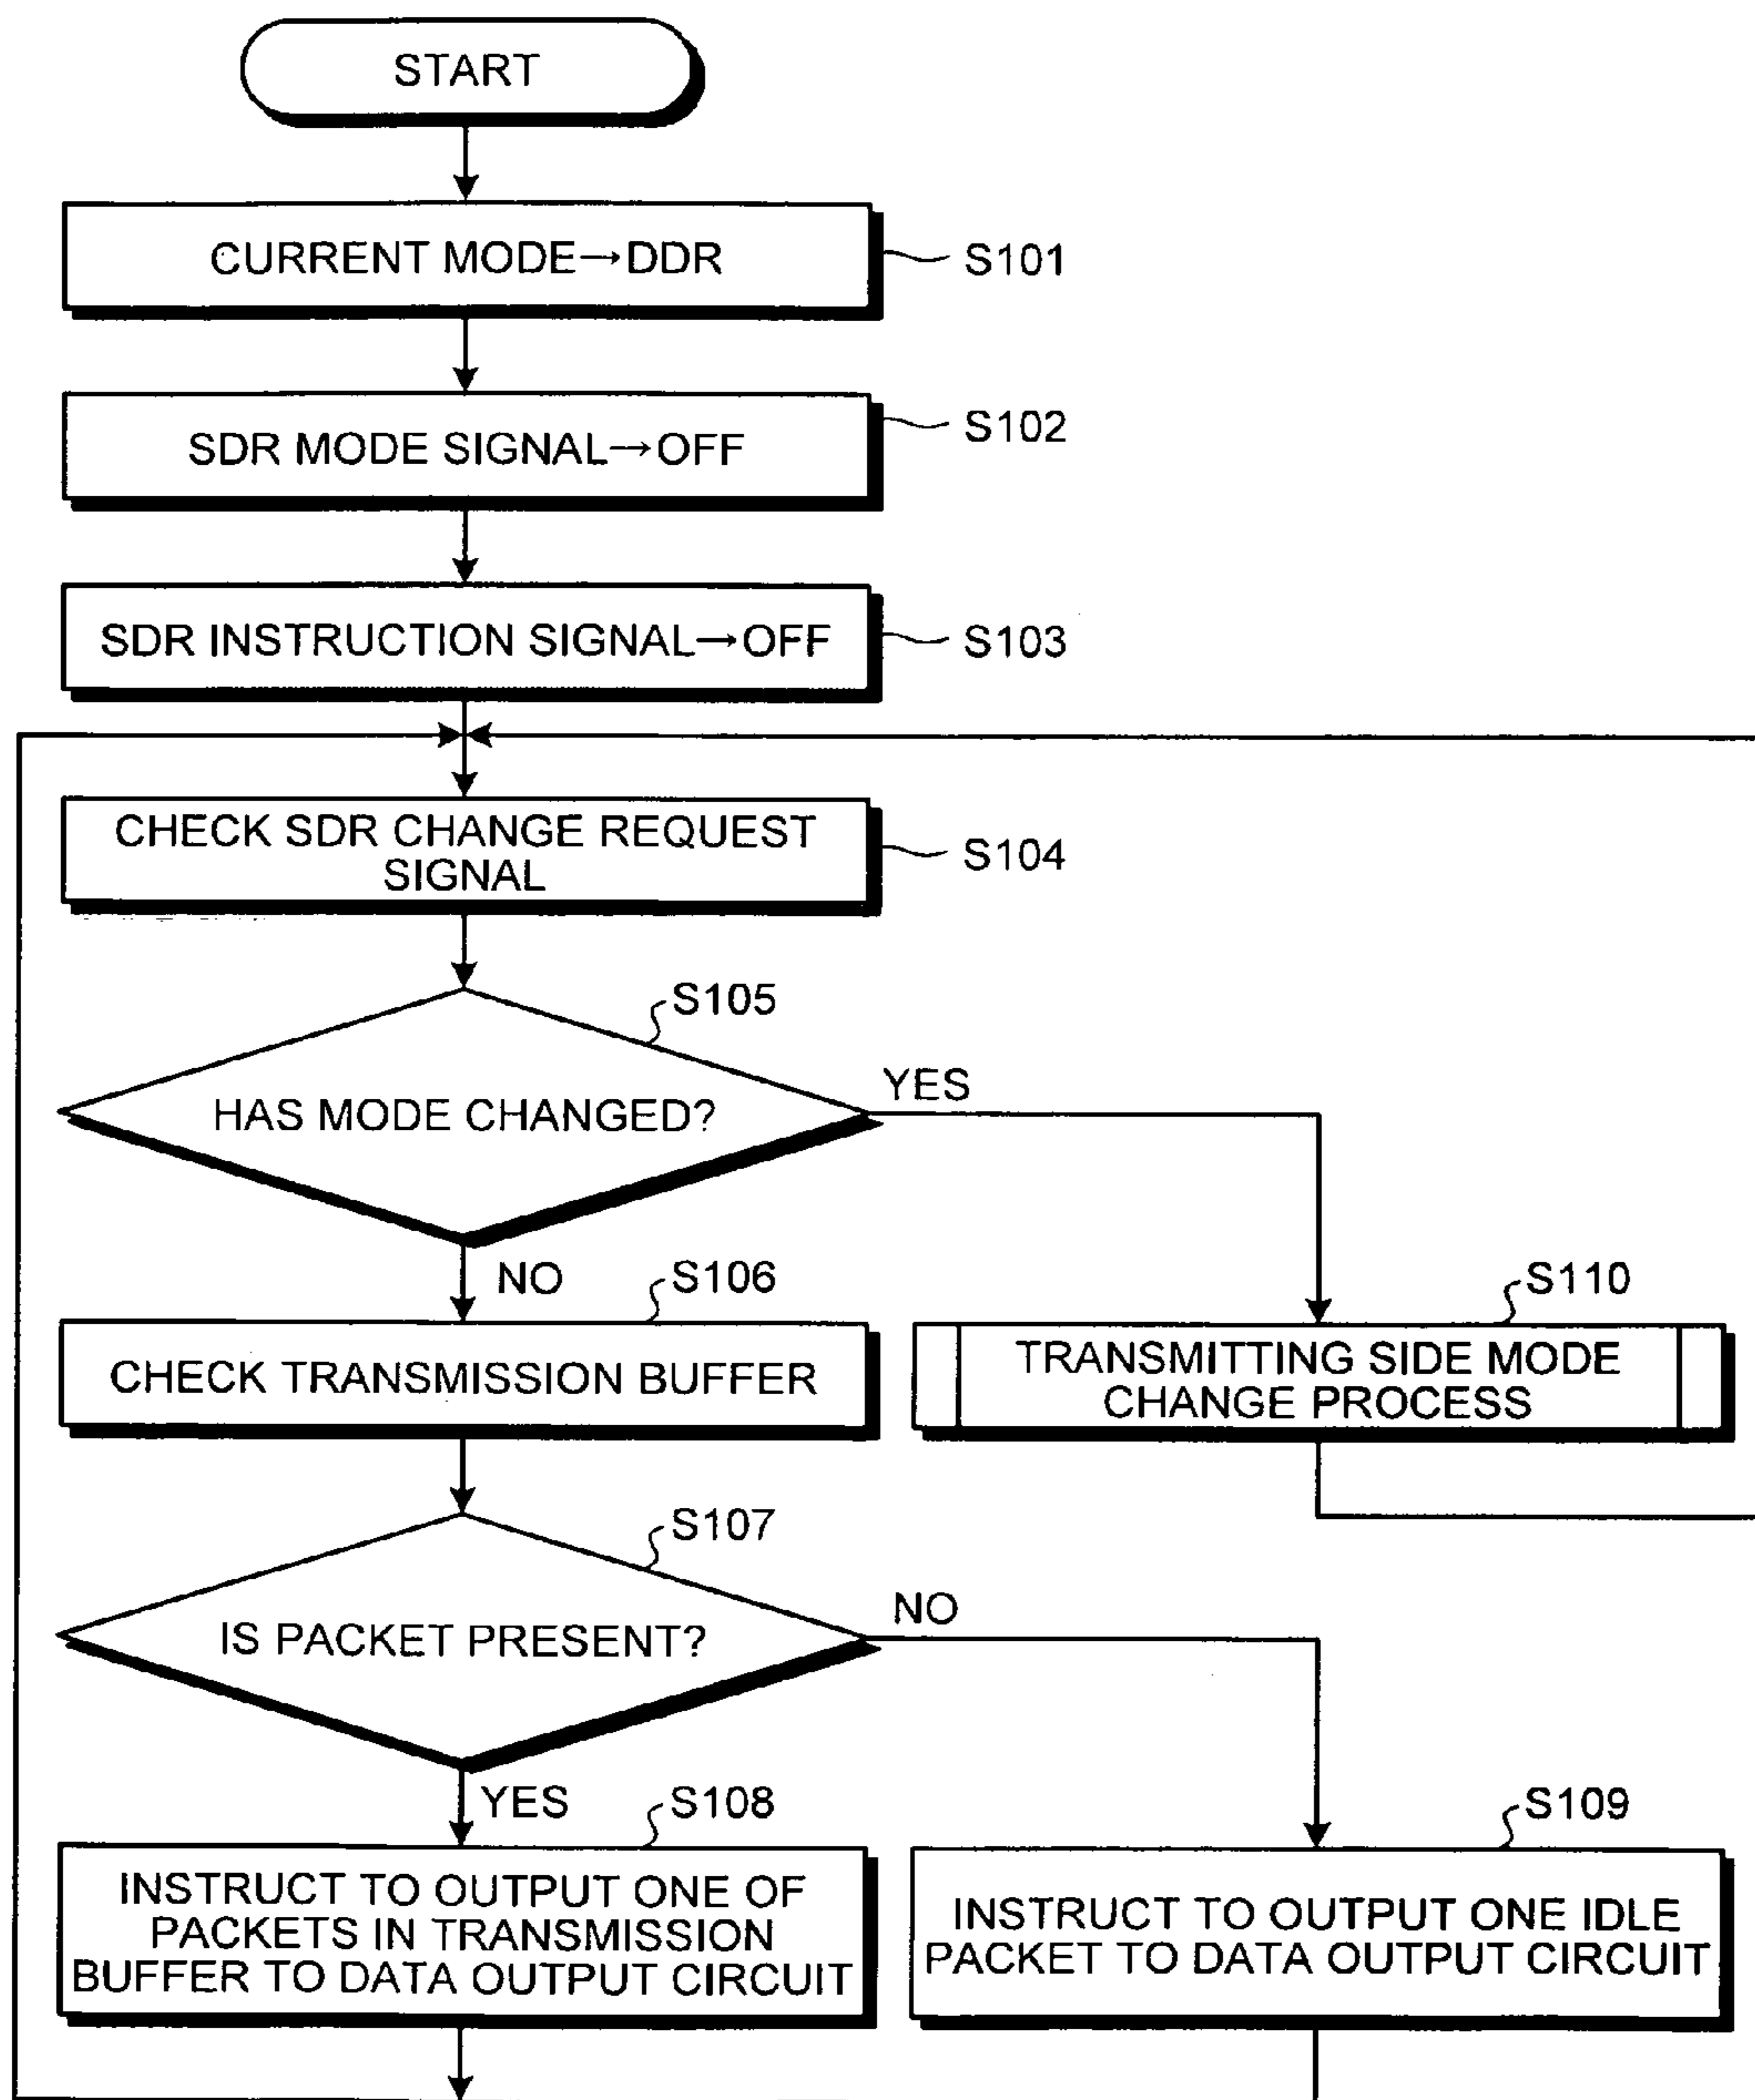 START
CURRENT MODE→DDR
S101
SDR MODE SIGNAL→OFF
S102
SDR INSTRUCTION SIGNAL→OFF
S103
CHECK SDR CHANGE REQUEST
SIGNAL
S104
S105
HAS MODE CHANGED?
YES
NO
S106
CHECK TRANSMISSION BUFFER
S110
TRANSMITTING SIDE MODE
CHANGE PROCESS
S107
IS PACKET PRESENT?
NO
YES
S108
INSTRUCT TO OUTPUT ONE OF
PACKETS IN TRANSMISSION
BUFFER TO DATA OUTPUT CIRCUIT
S109
INSTRUCT TO OUTPUT ONE IDLE
PACKET TO DATA OUTPUT CIRCUIT